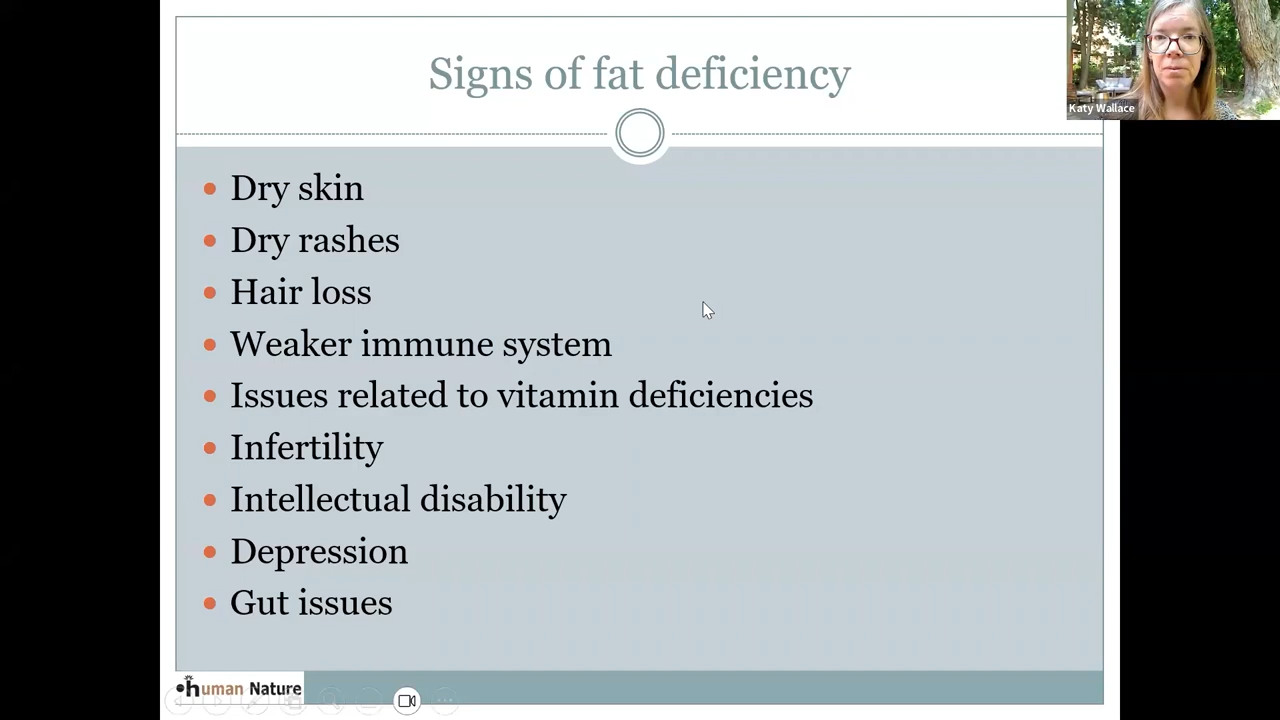 Signs of fat deficiency
Katy Wallace
Dry skin
Dry rashes
Hair loss
Weaker immune system
Issues related to vitamin deficiencies
Infertility
Intellectual disability
Depression
Gut issues
human Nature